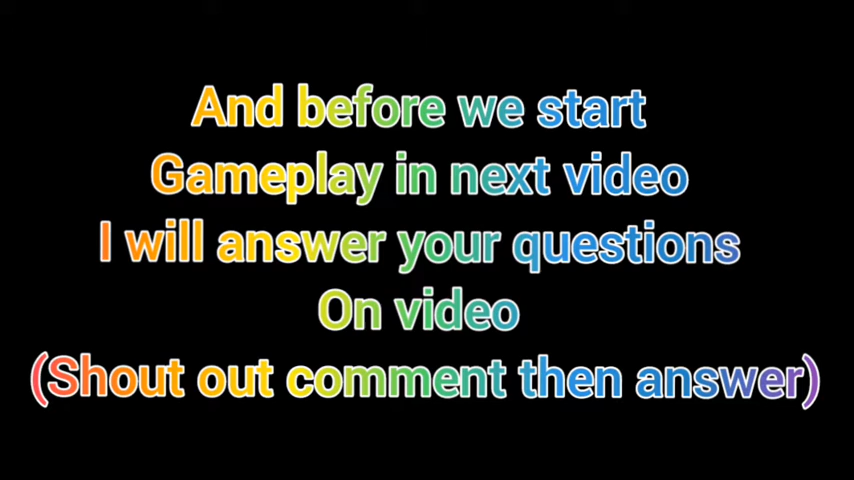 And before we start
Gameplay in next video
I will answer your questions
On video
(Shout out comment then answer)